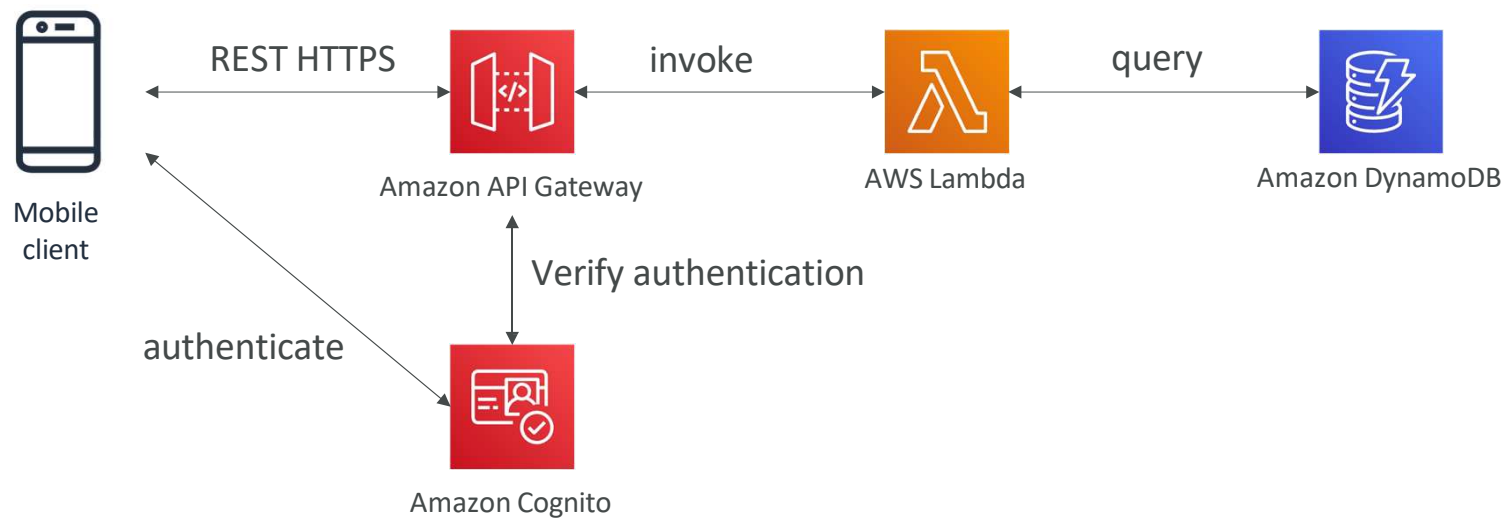 REST HTTPS
invoke
query
</>
Amazon API Gateway
AWS Lambda
Amazon DynamoDB
Mobile
client
Verify authentication
authenticate
Amazon Cognito